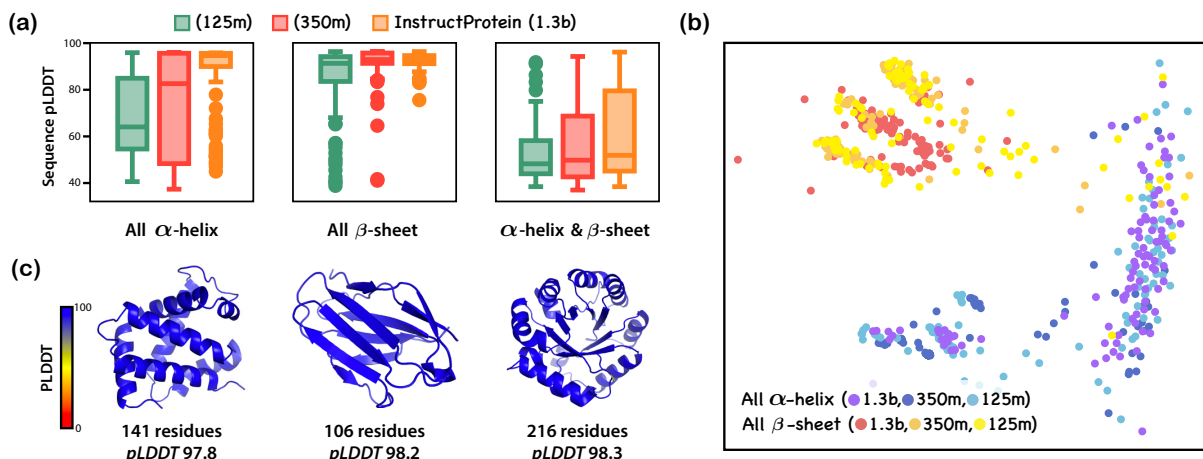 (a)
(125m) (350m) InstructProtein (1.3b)
Sequence pLDDT
100
80
60
40
All α-helix
All β-sheet
α-helix & β-sheet
(b)
All α-helix (1.3b, 350m, 125m)
All β-sheet (1.3b, 350m, 125m)
(c)
PLDDT
100
0
141 residues
pLDDT 97.8
106 residues
pLDDT 98.2
216 residues
pLDDT 98.3